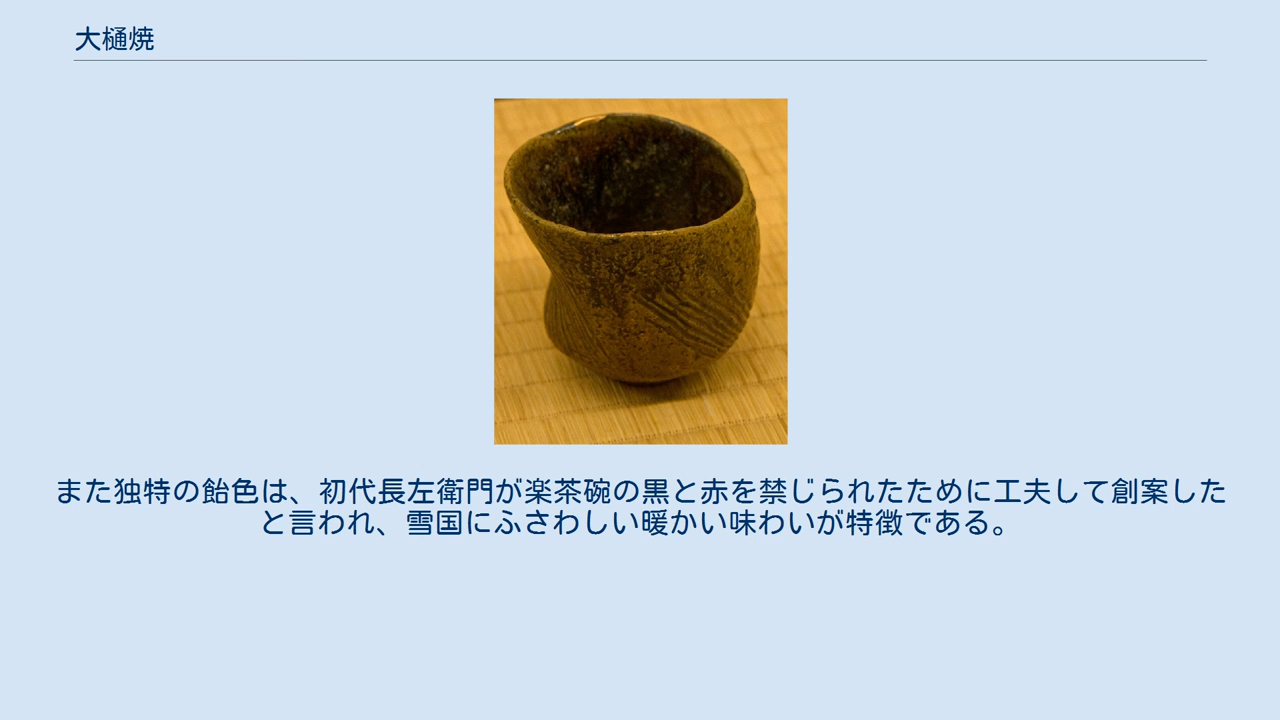 大樋焼
また独特の飴色は、初代長左衛門が楽茶碗の黒と赤を禁じられたために工夫して創案した
と言われ、雪国にふさわしい暖かい味わいが特徴である。